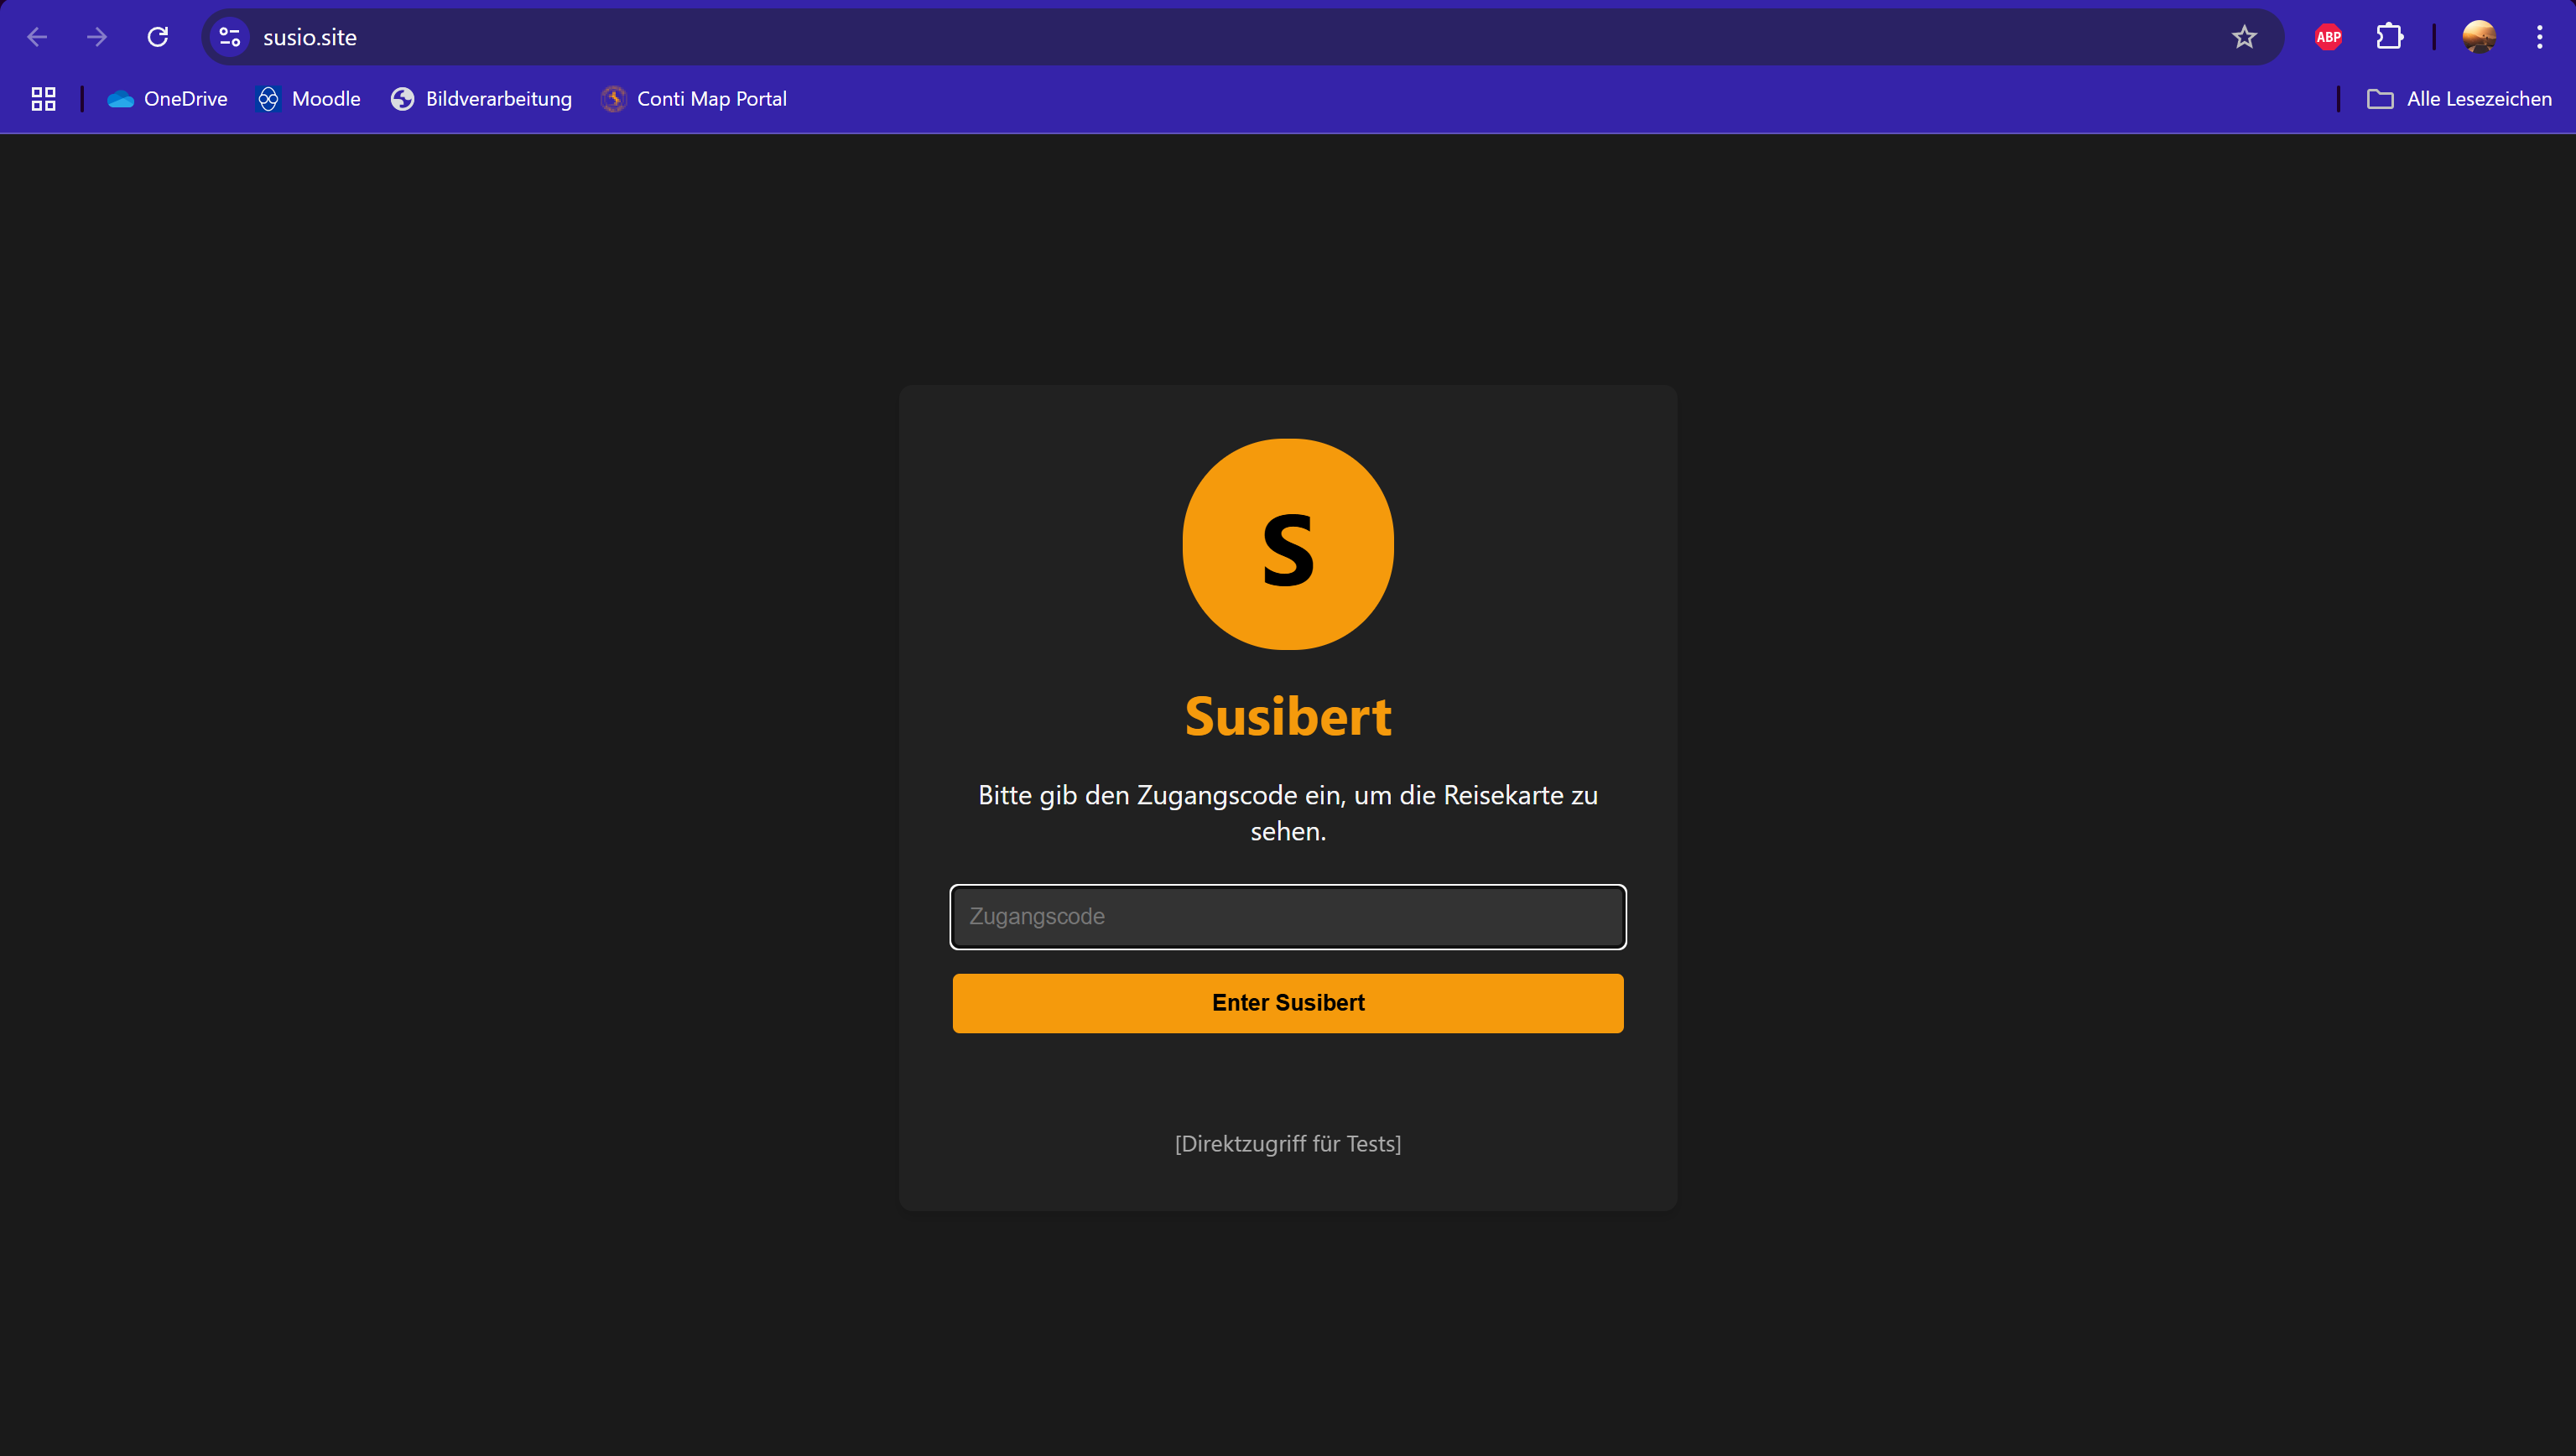 susio.site
ABP
OneDrive
Moodle
Bildverarbeitung
Conti Map Portal
Alle Lesezeichen
S
Susibert
Bitte gib den Zugangscode ein, um die Reisekarte zu
sehen.
Zugangscode
Enter Susibert
[Direktzugriff für Tests]